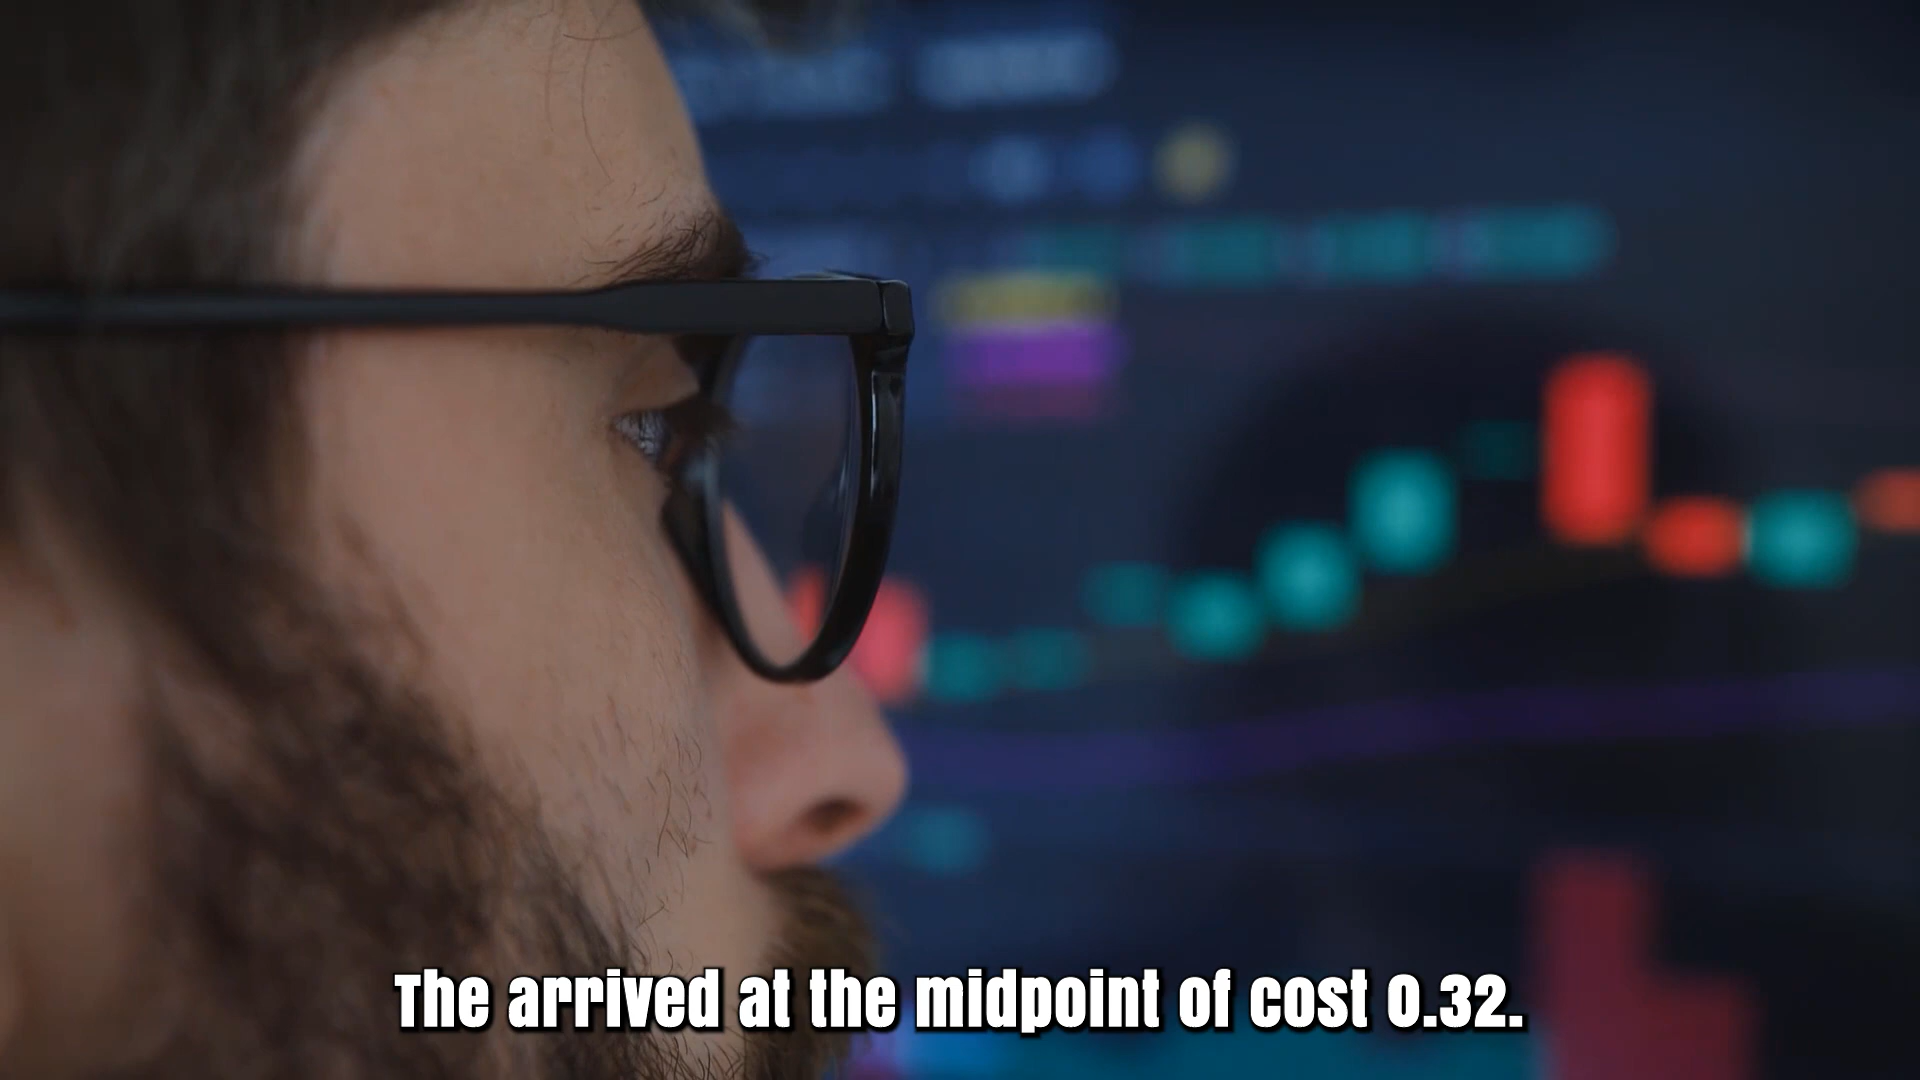 The arrived at the midpoint of cost 0.32.